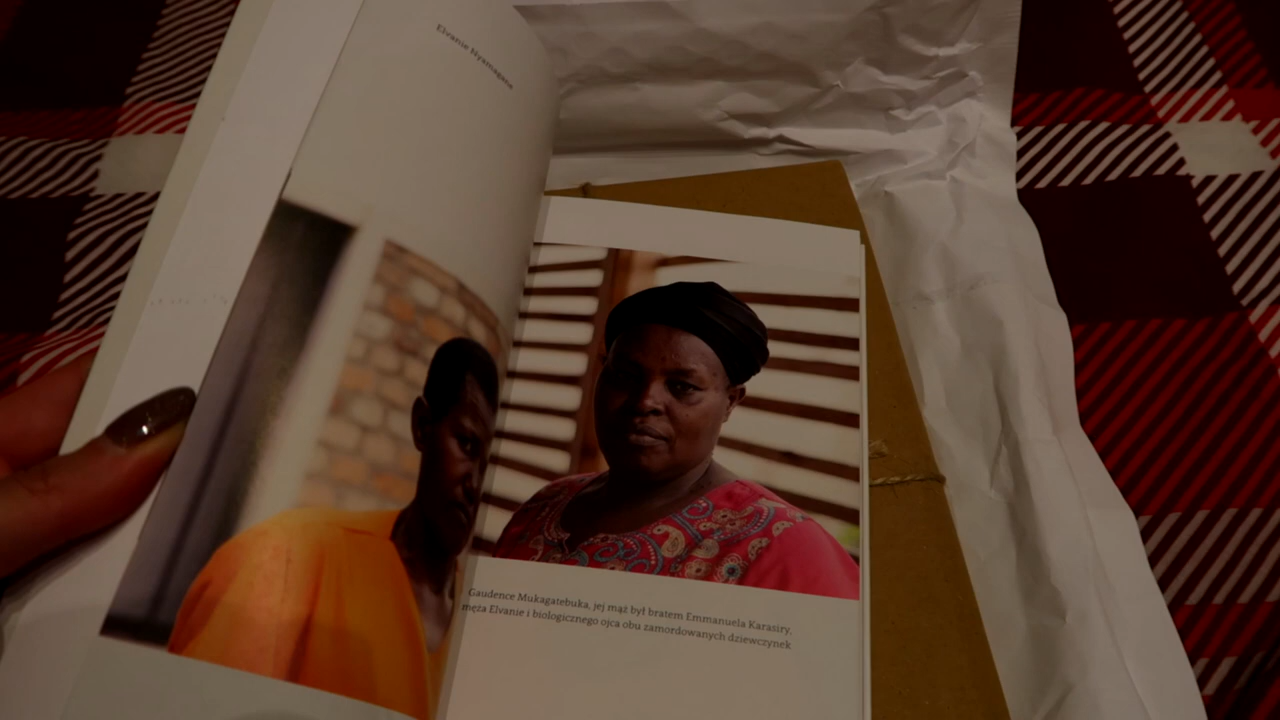 Elvanie Nyamagana
Gaudence Mukagatebuka, jej mąż był bratem Emmanuela Karasiry,
męża Elvanie i biologicznego ojca obu zamordowanych dziewczynek